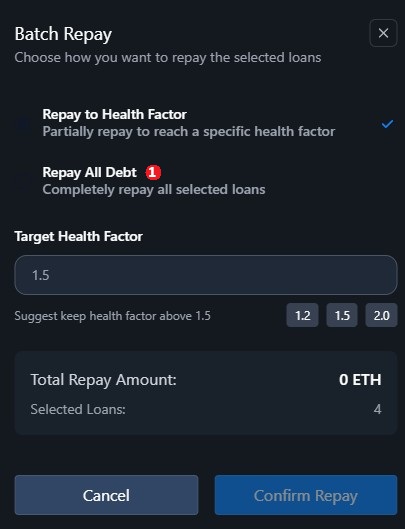 Batch Repay
Choose how you want to repay the selected loans
Repay to Health Factor
Partially repay to reach a specific health factor
Repay All Debt 1
Completely repay all selected loans
Target Health Factor
1.5
Suggest keep health factor above 1.5 1.2 1.5 2.0
Total Repay Amount: 0 ETH
Selected Loans: 4
Cancel Confirm Repay